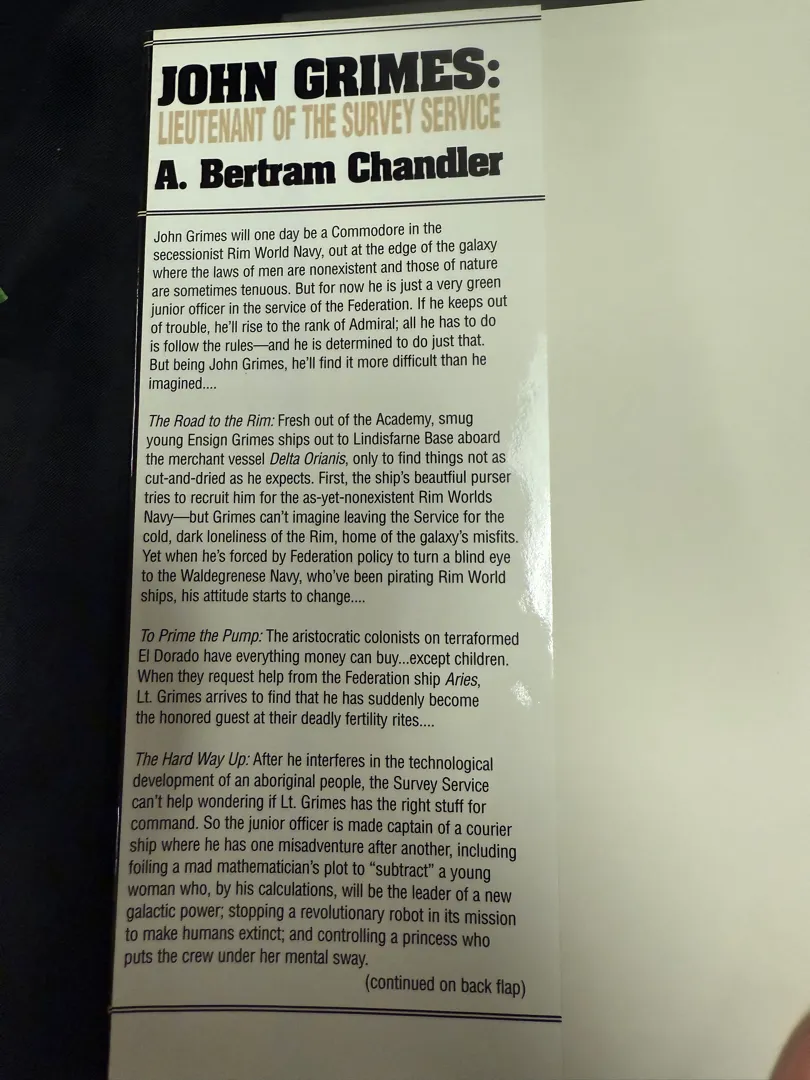 JOHN GRIMES:
LIEUTENANT OF THE SURVEY SERVICE
A. Bertram Chandler
John Grimes will one day be a Commodore in the
secessionist Rim World Navy, out at the edge of the galaxy
where the laws of men are nonexistent and those of nature
are sometimes tenuous. But for now he is just a very green
junior officer in the service of the Federation. If he keeps out
of trouble, he'll rise to the rank of Admiral; all he has to do
is follow the rules—and he is determined to do just that.
But being John Grimes, he'll find it more difficult than he
imagined....
The Road to the Rim: Fresh out of the Academy, smug
young Ensign Grimes ships out to Lindisfarne Base aboard
the merchant vessel Delta Orianis, only to find things not as
cut-and-dried as he expects. First, the ship's beautfiul purser
tries to recruit him for the as-yet-nonexistent Rim Worlds
Navy—but Grimes can't imagine leaving the Service for the
cold, dark loneliness of the Rim, home of the galaxy's misfits.
Yet when he's forced by Federation policy to turn a blind eye
to the Waldegrenese Navy, who've been pirating Rim World
ships, his attitude starts to change....
To Prime the Pump: The aristocratic colonists on terraformed
El Dorado have everything money can buy...except children.
When they request help from the Federation ship Aries,
Lt. Grimes arrives to find that he has suddenly become
the honored guest at their deadly fertility rites....
The Hard Way Up: After he interferes in the technological
development of an aboriginal people, the Survey Service
can't help wondering if Lt. Grimes has the right stuff for
command. So the junior officer is made captain of a courier
ship where he has one misadventure after another, including
foiling a mad mathematician's plot to "subtract" a young
woman who, by his calculations, will be the leader of a new
galactic power; stopping a revolutionary robot in its mission
to make humans extinct; and controlling a princess who
puts the crew under her mental sway.
(continued on back flap)